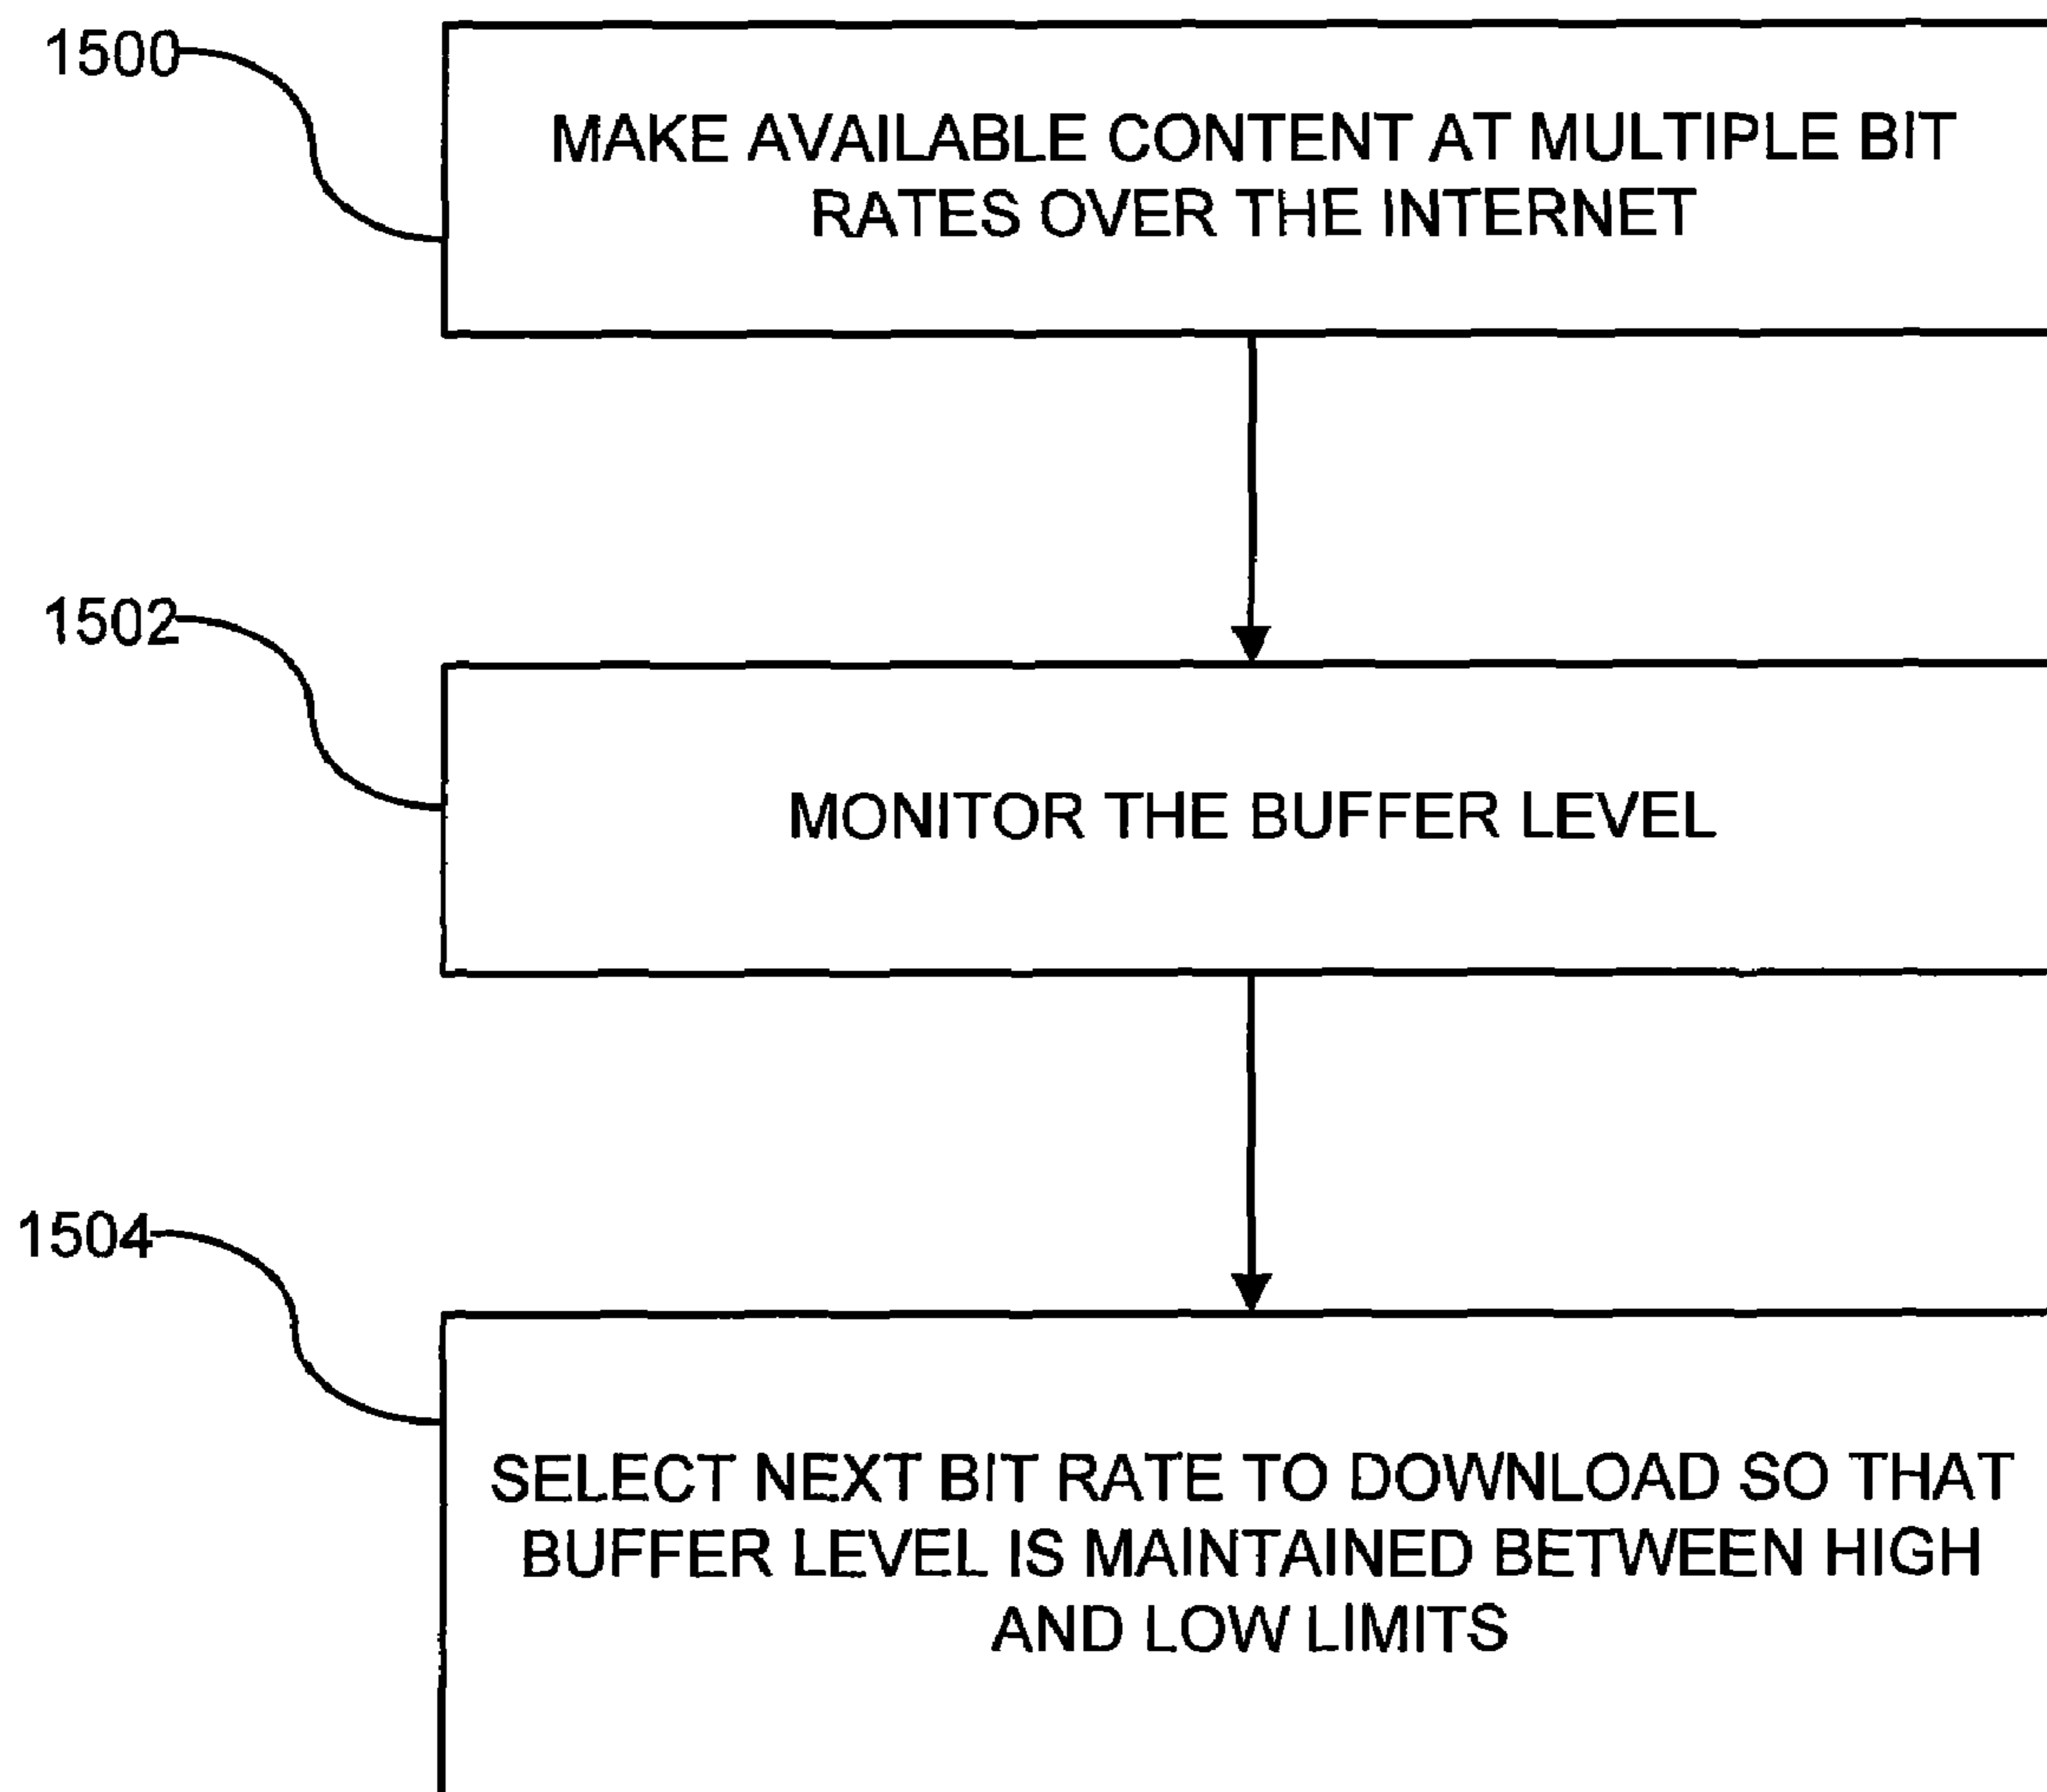 1500
MAKE AVAILABLE CONTENT AT MULTIPLE BIT
RATES OVER THE INTERNET
1502
MONITOR THE BUFFER LEVEL
1504
SELECT NEXT BIT RATE TO DOWNLOAD SO THAT
BUFFER LEVEL IS MAINTAINED BETWEEN HIGH
AND LOW LIMITS